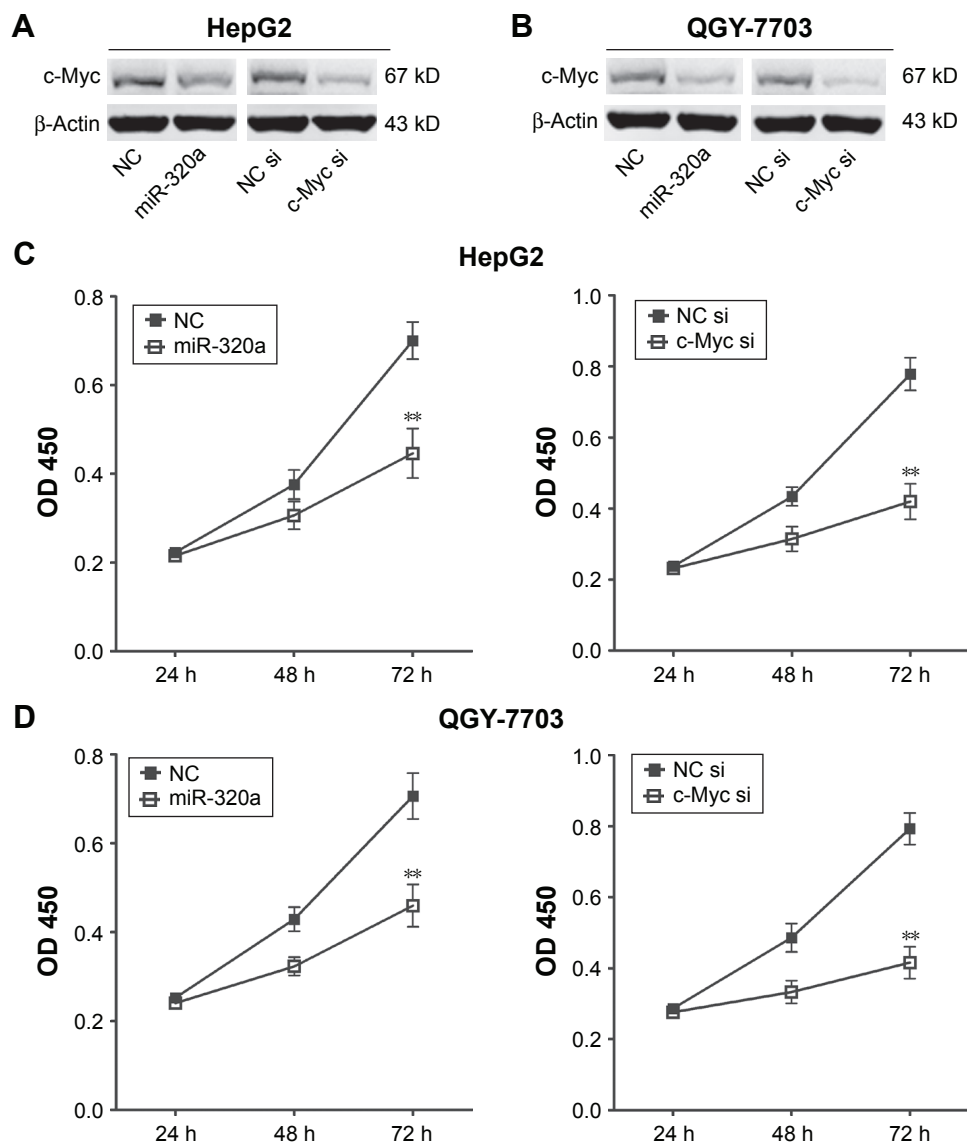 A
HepG2
c-Myc
67 kD
β-Actin
43 kD
NC
miR-320a
NC si
c-Myc si
B
QGY-7703
c-Myc
67 kD
β-Actin
43 kD
NC
miR-320a
NC si
c-Myc si
C
HepG2
OD 450
0.8
0.6
0.4
0.2
0.0
NC
miR-320a
**
24 h 48 h 72 h
OD 450
1.0
0.8
0.6
0.4
0.2
0.0
NC si
c-Myc si
**
24 h 48 h 72 h
D
QGY-7703
OD 450
0.8
0.6
0.4
0.2
0.0
NC
miR-320a
**
24 h 48 h 72 h
OD 450
1.0
0.8
0.6
0.4
0.2
0.0
NC si
c-Myc si
**
24 h 48 h 72 h